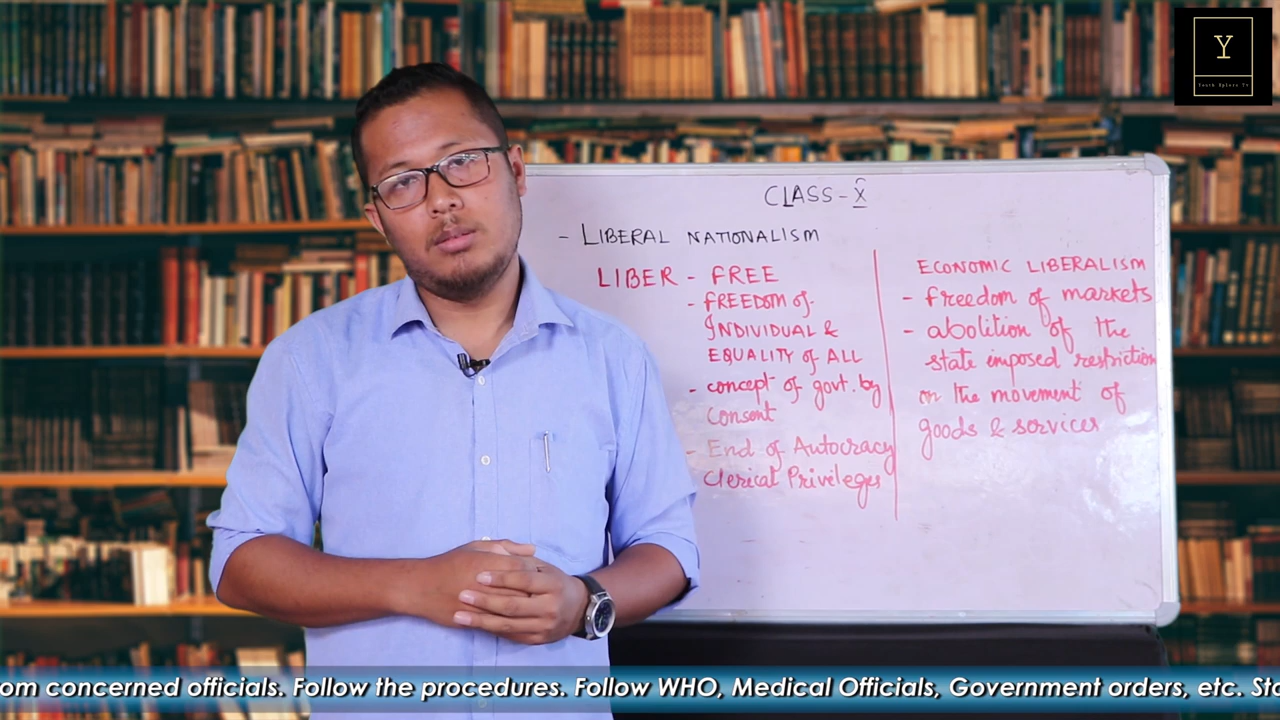 Y
CLASS-X
- LIBERAL NATIONALISM
LIBER - FREE
- FREEDOM of
INDIVIDUAL &
EQUALITY of ALL
- concept of govt. by
Consent
- End of Autocracy
Clerical Privileges
ECONOMIC LIBERALISM
- freedom of markets
- abolition of the
state imposed restriction
on the movement of
goods & services
om concerned officials. Follow the procedures. Follow WHO, Medical Officials, Government orders, etc. Sta